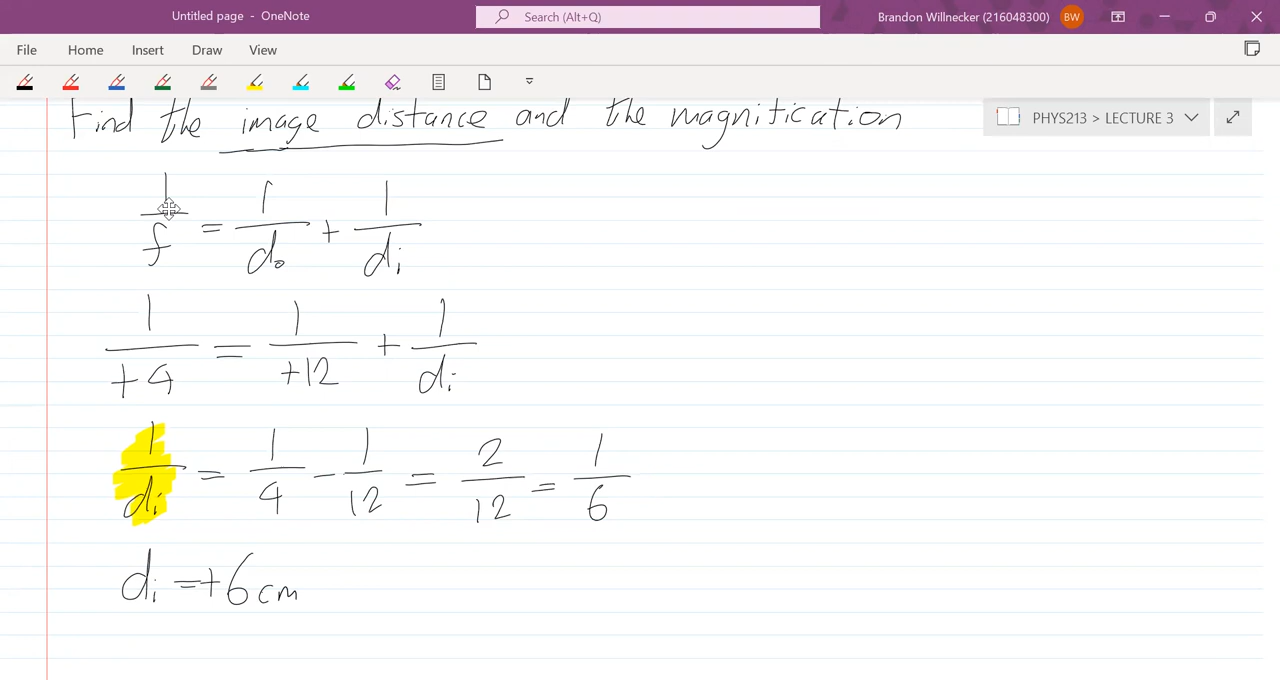 Untitled page - OneNote
Search (Alt+Q)
Brandon Willnecker (216048300) BW
File Home Insert Draw View
Find the image distance and the magnification
PHYS213 > LECTURE 3
1/f = 1/do + 1/di
1/+4 = 1/+12 + 1/di
1/di = 1/4 - 1/12 = 2/12 = 1/6
di = +6cm